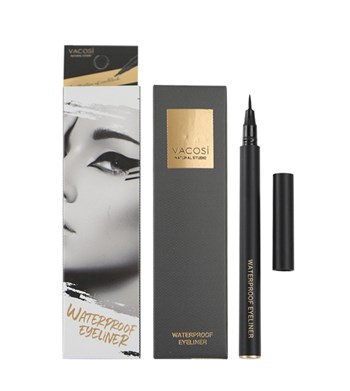 VACOSI
WATERPROOF
EYELINER
VACOSI
NATURAL STUDIO
WATERPROOF
EYELINER
WATERPROOF EYELINER